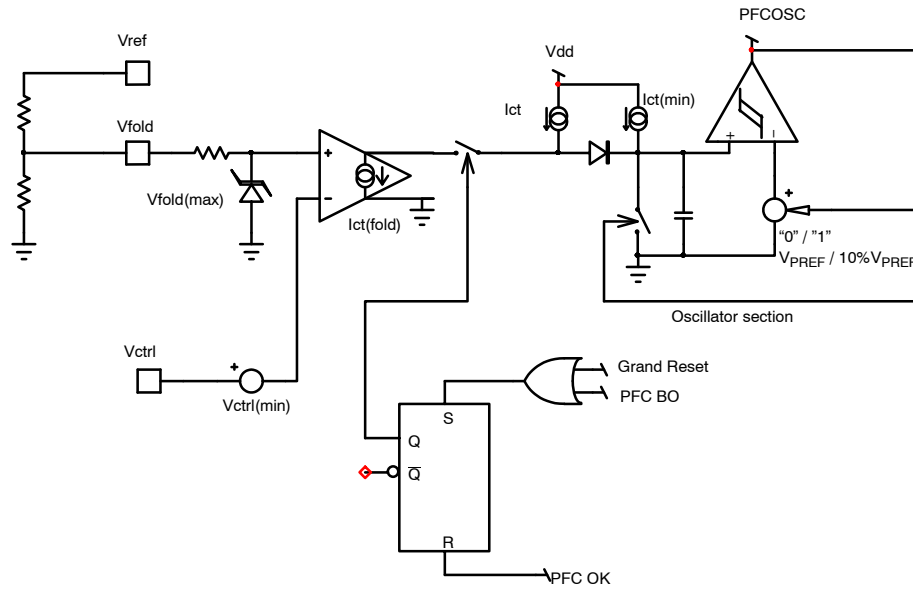 PFCOSC
Vref
Vdd
Ict
Ict(min)
Vfold
+
−
+
−
Vfold(max)
Ict(fold)
+
“0” / ”1”
VPREF / 10%VPREF
Oscillator section
Vctrl
+
Vctrl(min)
Grand Reset
PFC BO
S
Q
Q̅
R
PFC OK